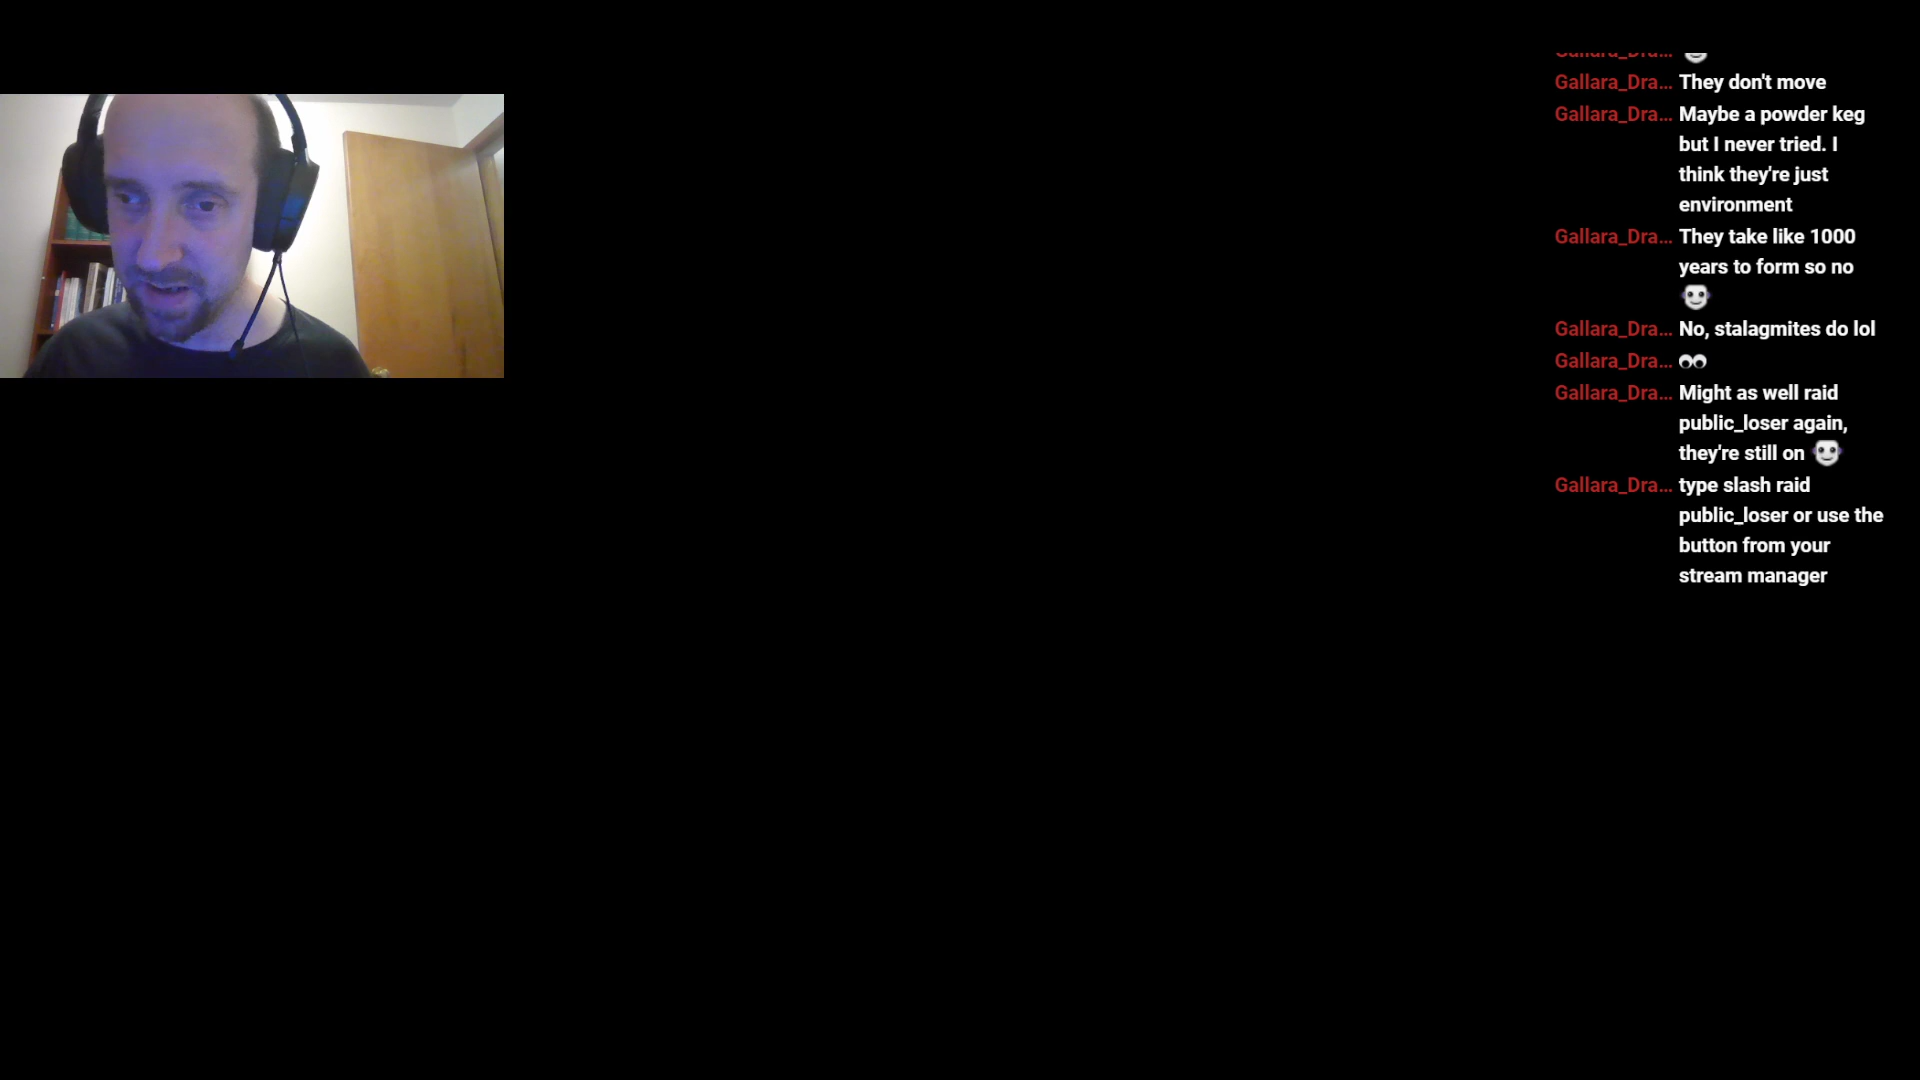 Gallara_Dra... They don't move
Gallara_Dra... Maybe a powder keg
but I never tried. I
think they're just
environment
Gallara_Dra... They take like 1000
years to form so no
Gallara_Dra... No, stalagmites do lol
Gallara_Dra...
Gallara_Dra... Might as well raid
public_loser again,
they're still on
Gallara_Dra... type slash raid
public_loser or use the
button from your
stream manager